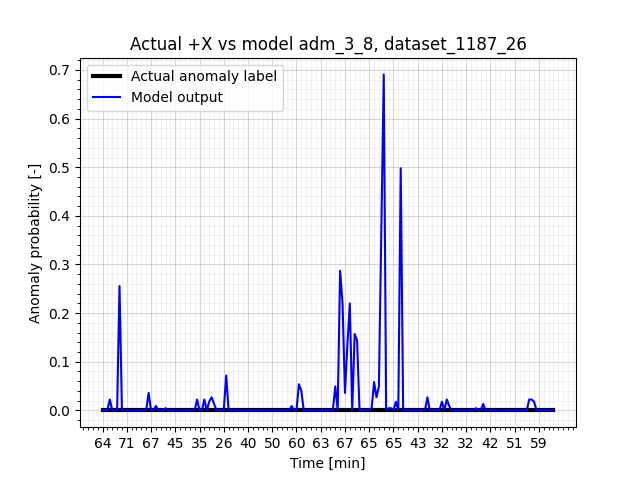 Actual +X vs model adm_3_8, dataset_1187_26
Actual anomaly label
Model output
Anomaly probability [-]
0.7
0.6
0.5
0.4
0.3
0.2
0.1
0.0
64 71 67 45 35 26 40 50 60 63 67 65 65 43 32 32 42 51 59
Time [min]